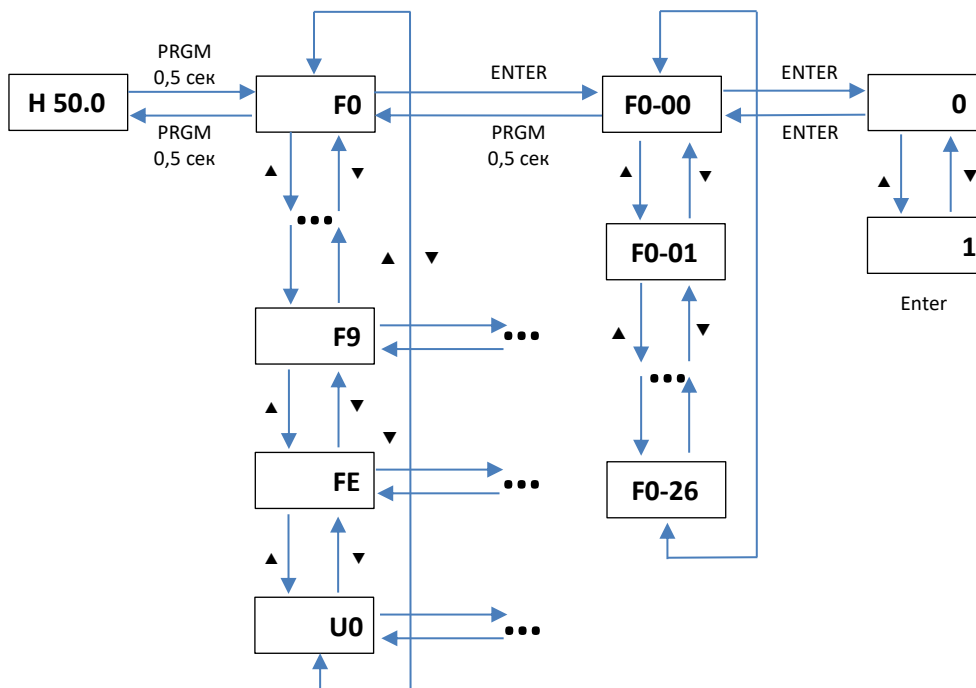 PRGM
0,5 сек
H 50.0
PRGM
0,5 сек
F0
ENTER
PRGM
0,5 сек
F0-00
ENTER
ENTER
0
▲ ▼
▲ ▼
▲ ▼
•••
F0-01
1
Enter
▲ ▼
▲ ▼
F9
•••
•••
▲ ▼
▼
FE
•••
F0-26
▲ ▼
U0
•••